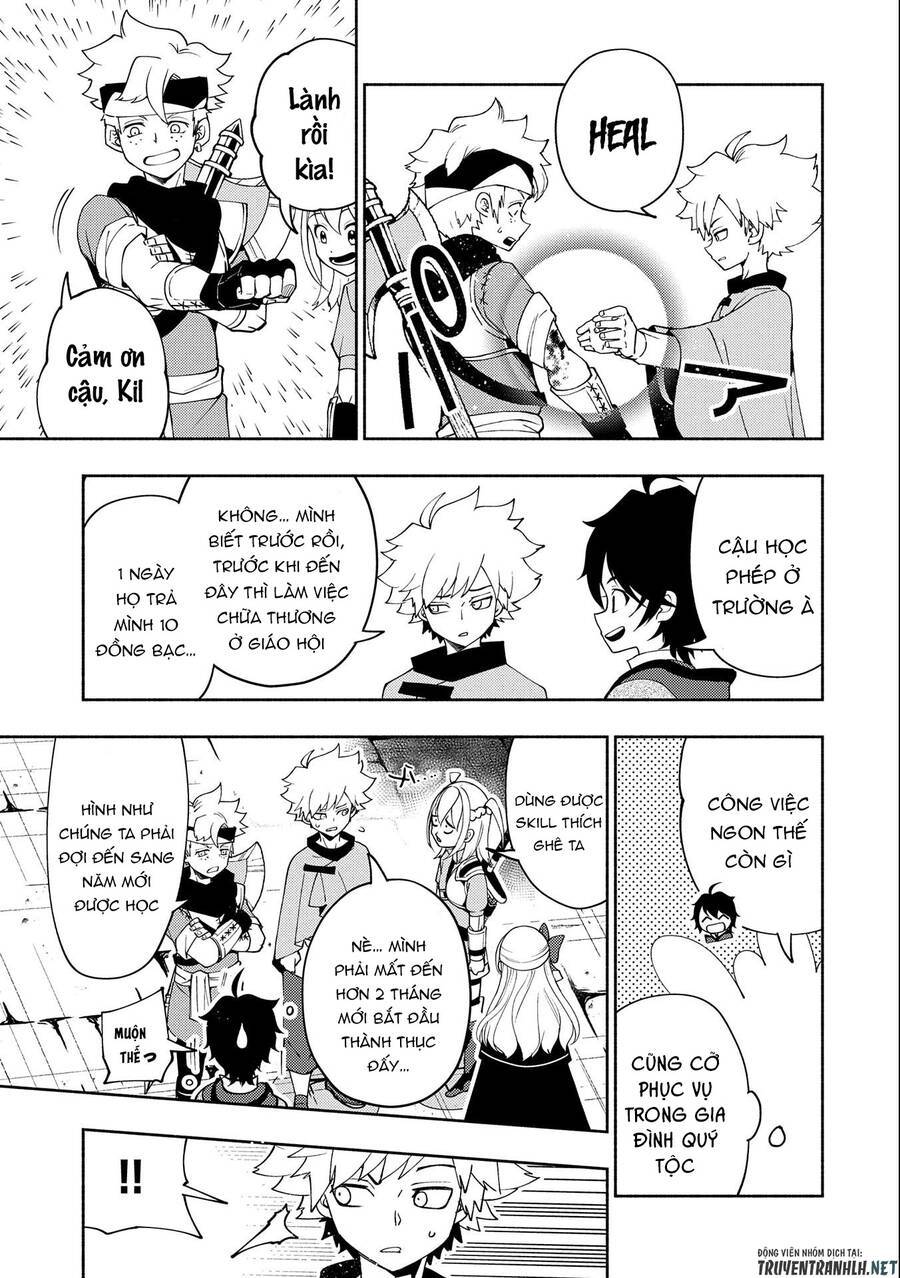 HEAL
Lành
rồi
kìa!
Cảm ơn
cậu, Kil
CẬU HỌC
PHÉP Ở
TRƯỜNG À
KHÔNG... MÌNH
BIẾT TRƯỚC RỒI,
TRƯỚC KHI ĐẾN
ĐÂY THÌ LÀM VIỆC
CHỮA THƯƠNG
Ở GIÁO HỘI
1 NGÀY
HỌ TRẢ
MÌNH 10
ĐỒNG BẠC...
CÔNG VIỆC
NGON THẾ
CÒN GÌ
CŨNG CỠ
PHỤC VỤ
TRONG GIA
ĐÌNH QUÝ
TỘC
DÙNG ĐƯỢC
SKILL THÍCH
GHÊ TA
NÈ... MÌNH
PHẢI MẤT ĐẾN
HƠN 2 THÁNG
MỚI BẮT ĐẦU
THÀNH THỤC
ĐẤY...
HÌNH NHƯ
CHÚNG TA PHẢI
ĐỢI ĐẾN SANG
NĂM MỚI
ĐƯỢC HỌC
MUỘN
THẾ
!!
ĐỘNG VIÊN NHÓM DỊCH TẠI:
TRUYENTRANHLH.NET